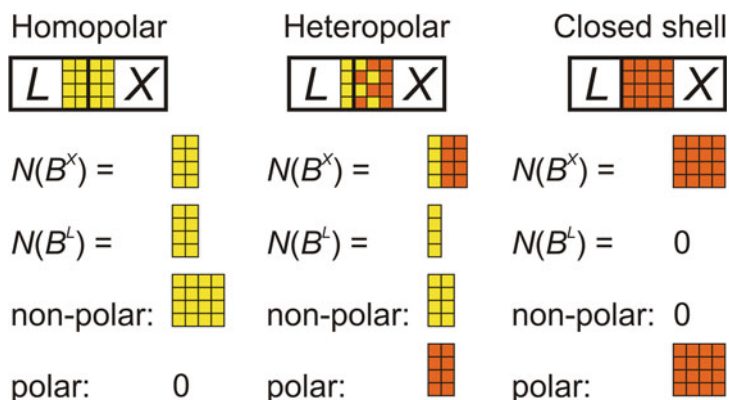 Homopolar Heteropolar Closed shell
L X L X L X
N(B^X) = N(B^X) = N(B^X) =
N(B^L) = N(B^L) = N(B^L) = 0
non-polar: non-polar: non-polar: 0
polar: 0 polar: polar: